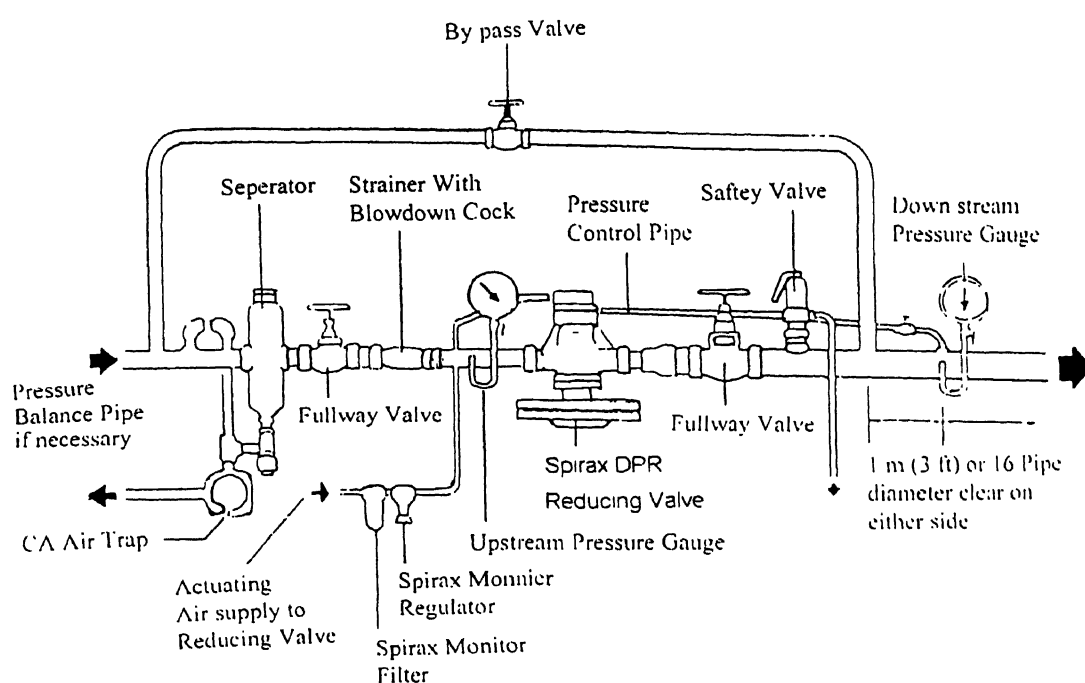 By pass Valve
Seperator
Strainer With
Blowdown Cock
Pressure
Control Pipe
Saftey Valve
Down stream
Pressure Gauge
Pressure
Balance Pipe
if necessary
Fullway Valve
Fullway Valve
Spirax DPR
Reducing Valve
1 m (3 ft) or 16 Pipe
diameter clear on
either side
CA Air Trap
Upstream Pressure Gauge
Actuating
Air supply to
Reducing Valve
Spirax Monnier
Regulator
Spirax Monitor
Filter